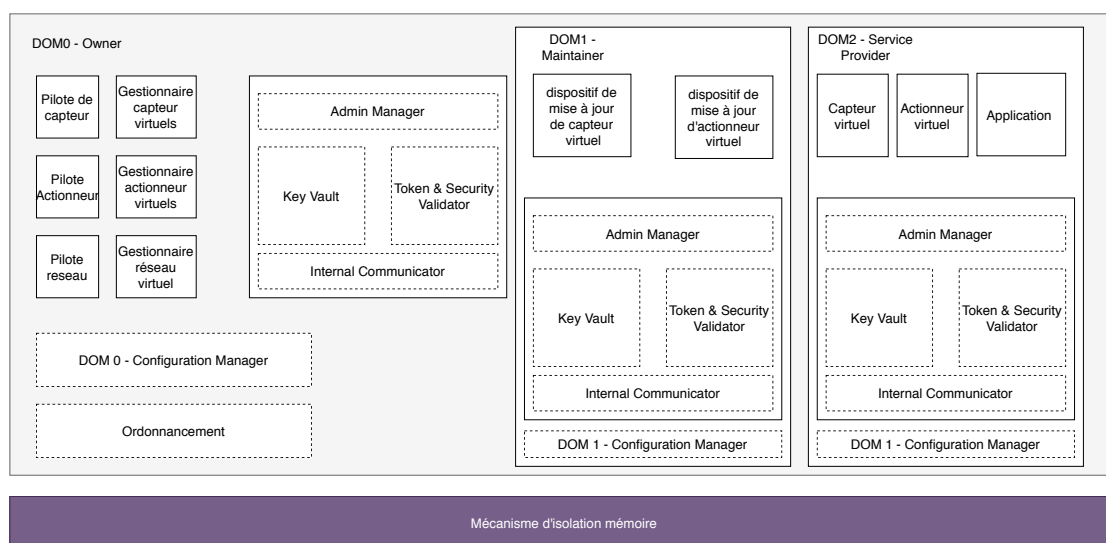 DOM0 - Owner
Pilote de
capteur
Gestionnaire
capteur
virtuels
Pilote
Actionneur
Gestionnaire
actionneur
virtuels
Pilote
reseau
Gestionnaire
réseau
virtuel
DOM 0 - Configuration Manager
Ordonnancement
Admin Manager
Key Vault
Token & Security
Validator
Internal Communicator
DOM1 -
Maintainer
dispositif de
mise à jour
de capteur
virtuel
dispositif de
mise à jour
d'actionneur
virtuel
Admin Manager
Key Vault
Token & Security
Validator
Internal Communicator
DOM 1 - Configuration Manager
DOM2 - Service
Provider
Capteur
virtuel
Actionneur
virtuel
Application
Admin Manager
Key Vault
Token & Security
Validator
Internal Communicator
DOM 1 - Configuration Manager
Mécanisme d'isolation mémoire